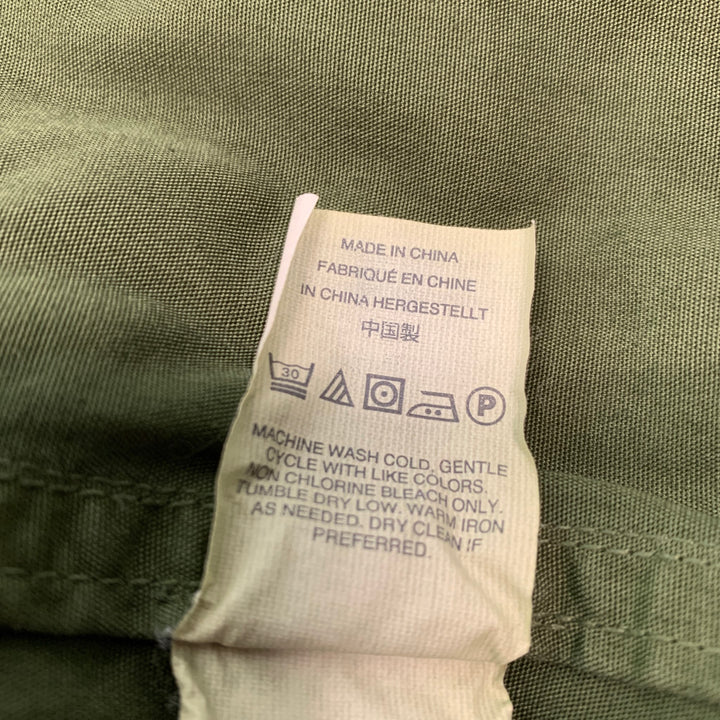 MADE IN CHINA
FABRIQUÉ EN CHINE
IN CHINA HERGESTELLT
中国製
30 P
MACHINE WASH COLD, GENTLE
CYCLE WITH LIKE COLORS.
NON CHLORINE BLEACH ONLY.
TUMBLE DRY LOW. WARM IRON
AS NEEDED. DRY CLEAN IF
PREFERRED.